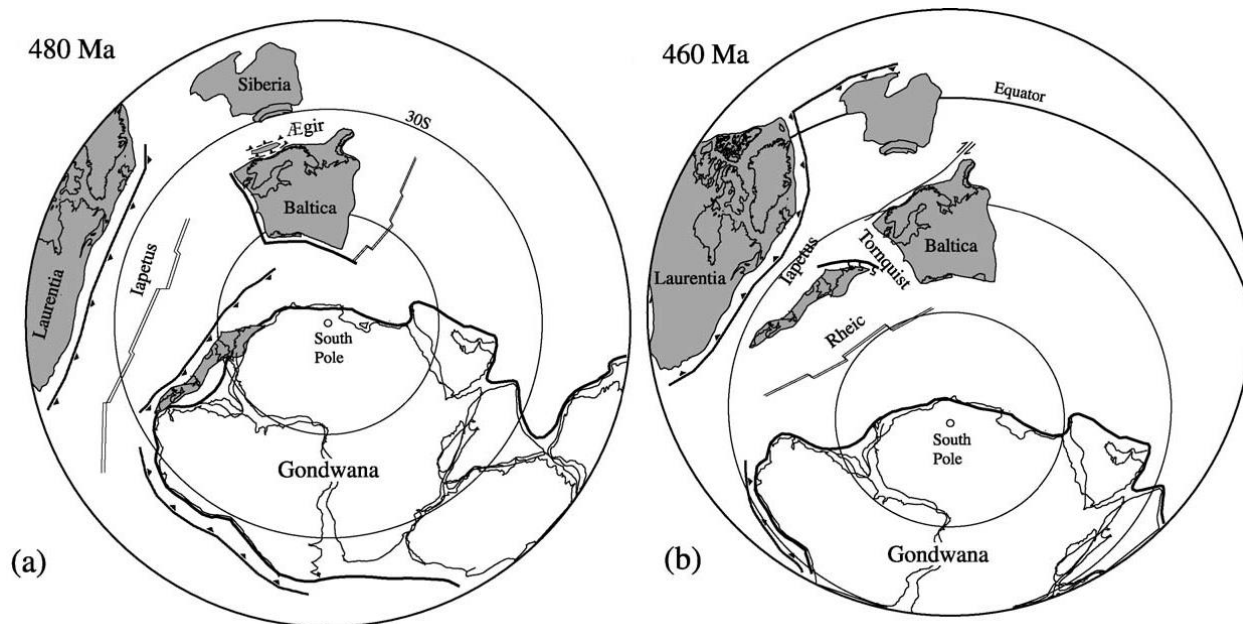 480 Ma
Siberia
Ægir
30S
Baltica
Iapetus
Laurentia
South
Pole
Gondwana
(a)
460 Ma
Equator
Baltica
Tornquist
Iapetus
Laurentia
Rheic
South
Pole
Gondwana
(b)